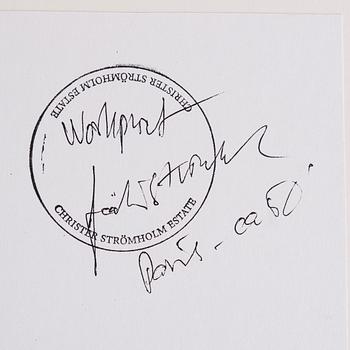 CHRISTER STRÖMHOLM ESTATE
Workprint
CHRISTER STRÖMHOLM ESTATE
Paris - ca 60'